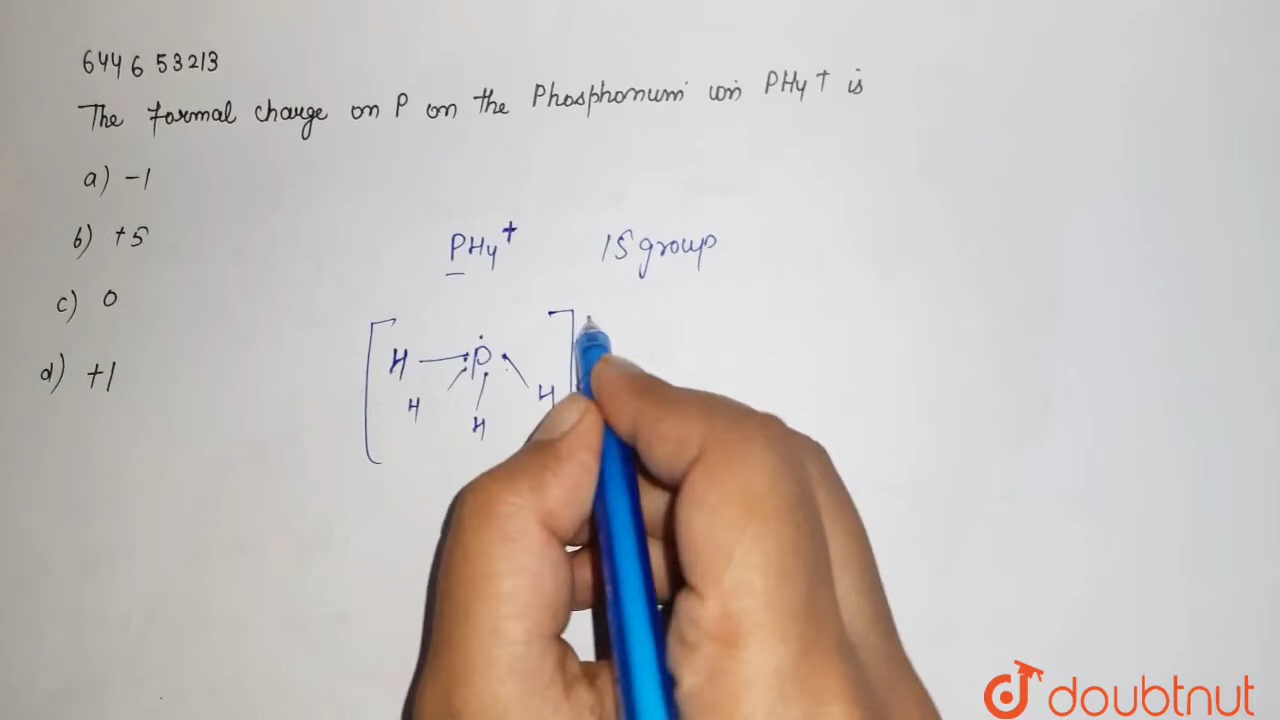 6446 53213
The formal charge on P on the Phosphonum ion PH4+ is
a) -1
b) +5
c) 0
d) +1
PH4+ 15 group
H P
H H H
doubtnut